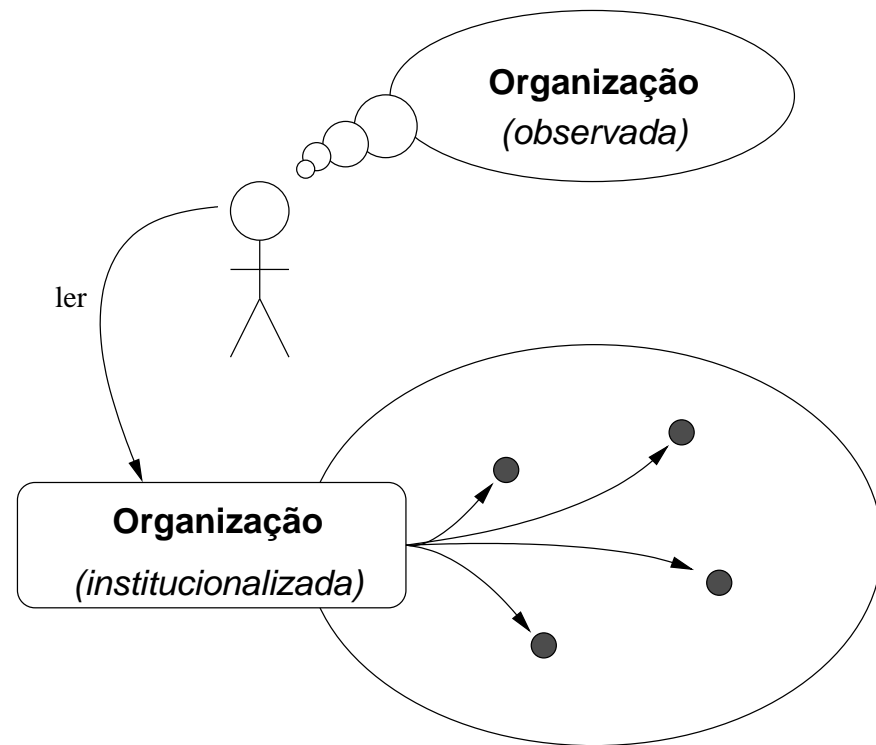 Organização
(observada)
ler
Organização
(institucionalizada)